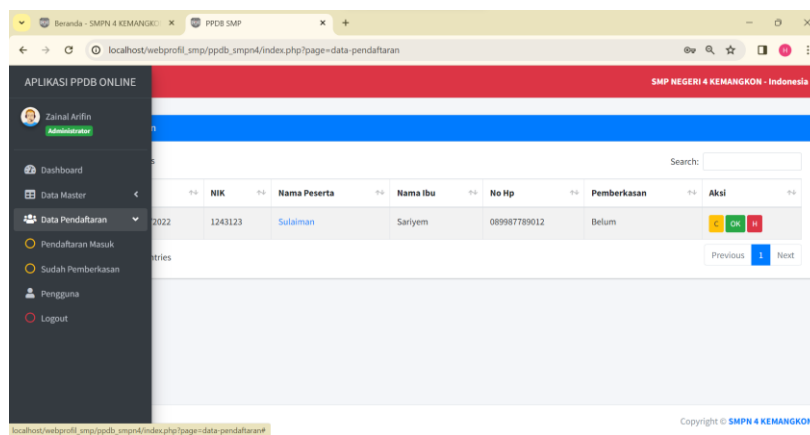 Beranda - SMPN 4 KEMANGKO
PPDB SMP
localhost/webprofil_smp/ppdb_smpn4/index.php?page=data-pendaftaran
APLIKASI PPDB ONLINE
SMP NEGERI 4 KEMANGKON - Indonesia
Zainal Arifin
Administrator
n
Dashboard
s
Search:
Data Master
NIK
Nama Peserta
Nama Ibu
No Hp
Pemberkasan
Aksi
Data Pendaftaran
2022
1243123
Sulaiman
Sariyem
089987789012
Belum
C
OK
H
Pendaftaran Masuk
ntries
Previous
1
Next
Sudah Pemberkasan
Pengguna
Logout
Copyright © SMPN 4 KEMANGKON
localhost/webprofil_smp/ppdb_smpn4/index.php?page=data-pendaftaran#